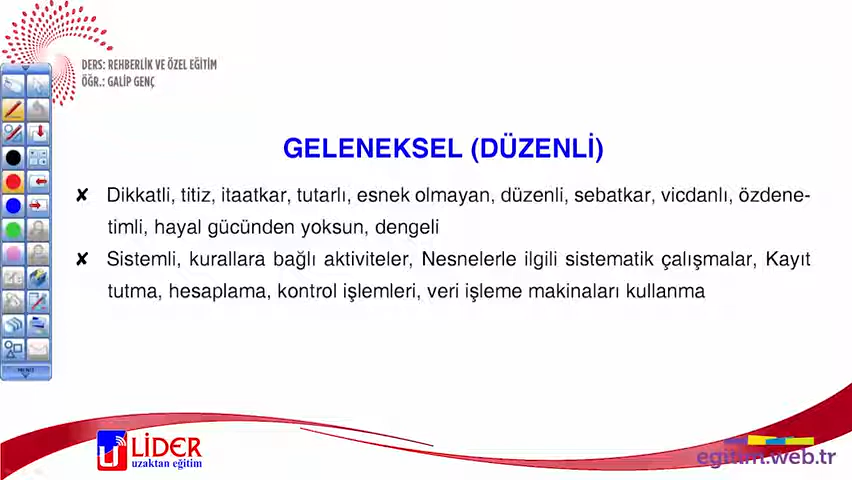 DERS: REHBERLİK VE ÖZEL EĞİTİM
ÖĞR.: GALİP GENÇ
GELENEKSEL (DÜZENLİ)
✘ Dikkatli, titiz, itaatkar, tutarlı, esnek olmayan, düzenli, sebatkar, vicdanlı, özdene-
timli, hayal gücünden yoksun, dengeli
✘ Sistemli, kurallara bağlı aktiviteler, Nesnelerle ilgili sistematik çalışmalar, Kayıt
tutma, hesaplama, kontrol işlemleri, veri işleme makinaları kullanma
MENU
LİDER
uzaktan eğitim
egitim.web.tr